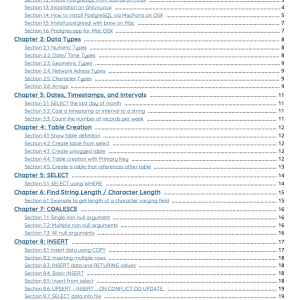 Section 1.2: Install PostgreSQL from Source on Linux 4
Section 1.3: Installation on GNU+Linux 4
Section 1.4: How to install PostgreSQL via MacPorts on OSX 5
Section 1.5: Install postgresql with brew on Mac 7
Section 1.6: Postgres.app for Mac OSX 7
Chapter 2: Data Types 8
Section 2.1: Numeric Types 8
Section 2.2: Date/ Time Types 8
Section 2.3: Geometric Types 9
Section 2.4: Network Adress Types 9
Section 2.5: Character Types 9
Section 2.6: Arrays 9
Chapter 3: Dates, Timestamps, and Intervals 11
Section 3.1: SELECT the last day of month 11
Section 3.2: Cast a timestamp or interval to a string 11
Section 3.3: Count the number of records per week 11
Chapter 4: Table Creation 12
Section 4.1: Show table definition 12
Section 4.2: Create table from select 12
Section 4.3: Create unlogged table 12
Section 4.4: Table creation with Primary Key 12
Section 4.5: Create a table that references other table 13
Chapter 5: SELECT 14
Section 5.1: SELECT using WHERE 14
Chapter 6: Find String Length / Character Length 15
Section 6.1: Example to get length of a character varying field 15
Chapter 7: COALESCE 16
Section 7.1: Single non null argument 16
Section 7.2: Multiple non null arguments 16
Section 7.3: All null arguments 16
Chapter 8: INSERT 17
Section 8.1: Insert data using COPY 17
Section 8.2: Inserting multiple rows 18
Section 8.3: INSERT data and RETURING values 18
Section 8.4: Basic INSERT 18
Section 8.5: Insert from select 18
Section 8.6: UPSERT - INSERT ... ON CONFLICT DO UPDATE.. 19
Section 8.7: SELECT data into file 19